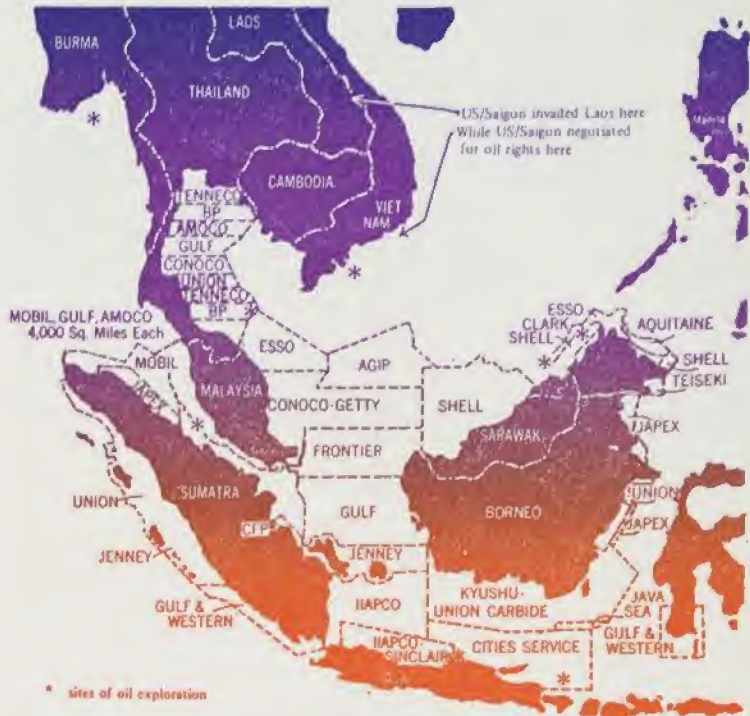 LAOS
BURMA
THAILAND
US/Saigon invaded Laos here
While US/Saigon negotiated
for oil rights here
Manila
CAMBODIA
VIET
NAM
TENNECO
BP
AMOCO
GULF
CONOCO
UNION
TENNECO
BP
*
*
*
MOBIL, GULF, AMOCO
4,000 Sq. Miles Each
ESSO
CLARK
SHELL
AQUITAINE
*
*
SHELL
TEISEKI
MOBIL
ESSO
AGIP
JAPEX
MALAYSIA
CONOCO-GETTY
SHELL
SARAWAK
JAPEX
*
FRONTIER
UNION
SUMATRA
GULF
BORNEO
UNION
JAPEX
CFP
JENNEY
JENNEY
GULF &
WESTERN
IIAPCO
KYUSHU-
UNION CARBIDE
JAVA
SEA
GULF &
WESTERN
IIAPCO-
SINCLAIR
CITIES SERVICE
*
* sites of oil exploration